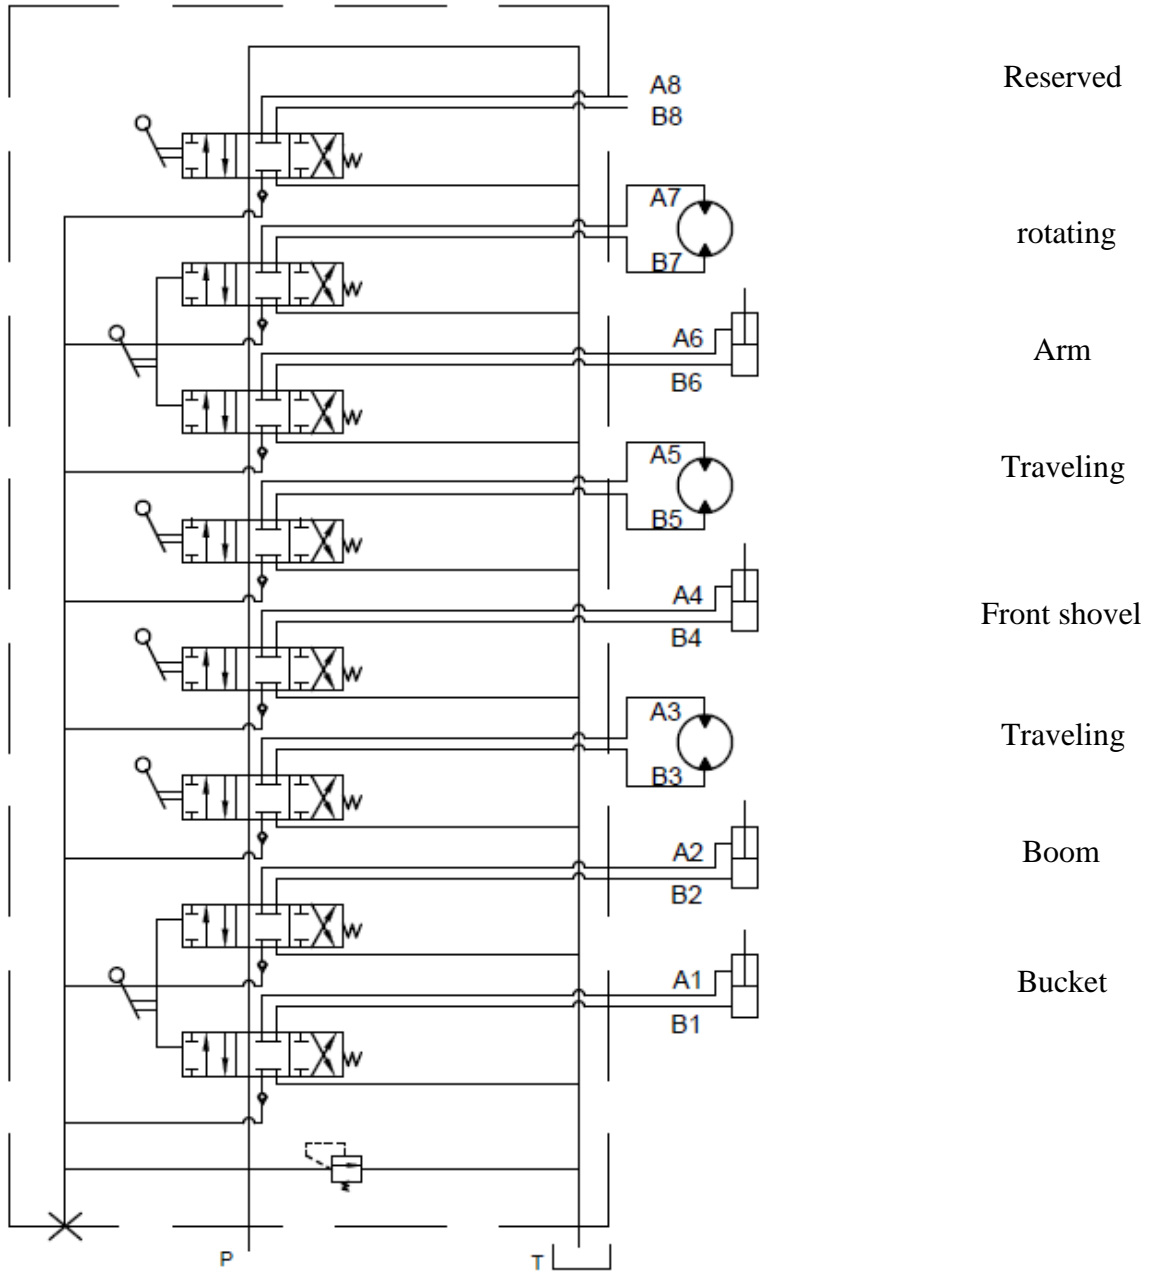 A8
B8
Reserved
A7
B7
rotating
A6
B6
Arm
A5
B5
Traveling
A4
B4
Front shovel
A3
B3
Traveling
A2
B2
Boom
A1
B1
Bucket
P
T